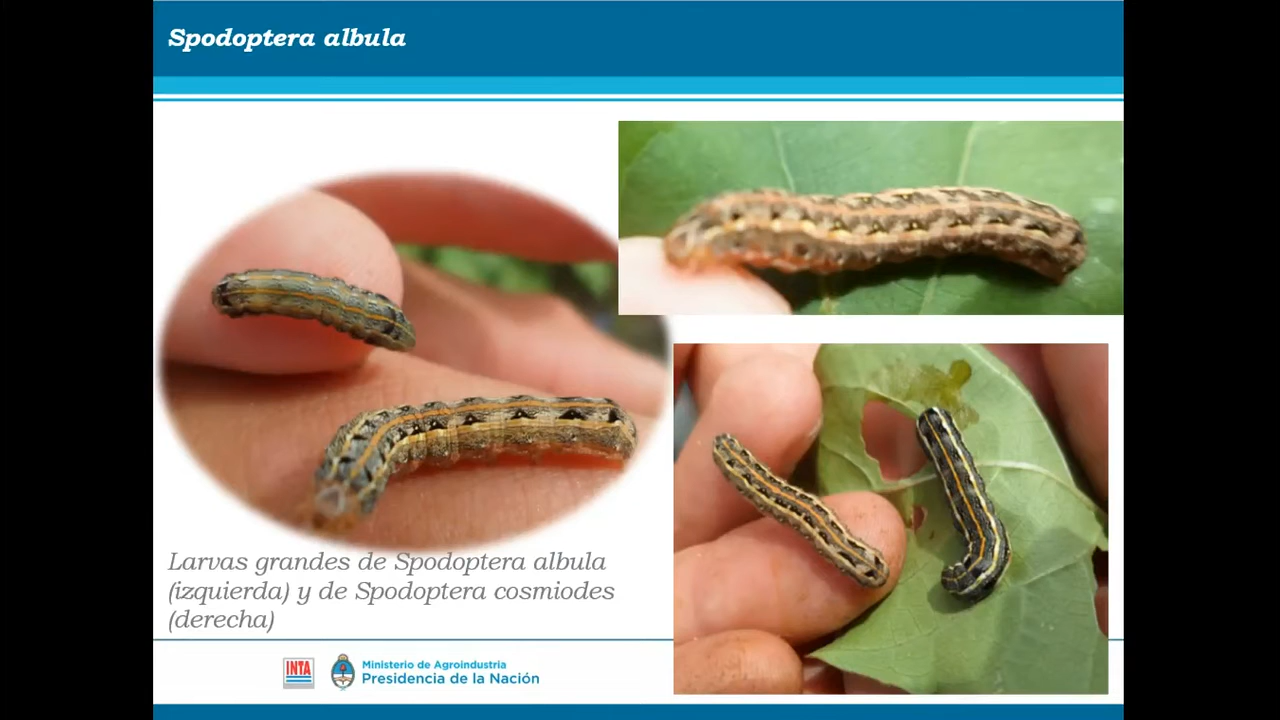 Spodoptera albula
Larvas grandes de Spodoptera albula
(izquierda) y de Spodoptera cosmiodes
(derecha)
INTA
Ministerio de Agroindustria
Presidencia de la Nación